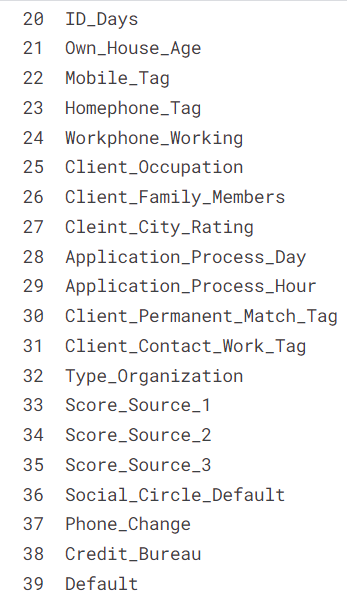 20 ID_Days
21 Own_House_Age
22 Mobile_Tag
23 Homephone_Tag
24 Workphone_Working
25 Client_Occupation
26 Client_Family_Members
27 Cleint_City_Rating
28 Application_Process_Day
29 Application_Process_Hour
30 Client_Permanent_Match_Tag
31 Client_Contact_Work_Tag
32 Type_Organization
33 Score_Source_1
34 Score_Source_2
35 Score_Source_3
36 Social_Circle_Default
37 Phone_Change
38 Credit_Bureau
39 Default